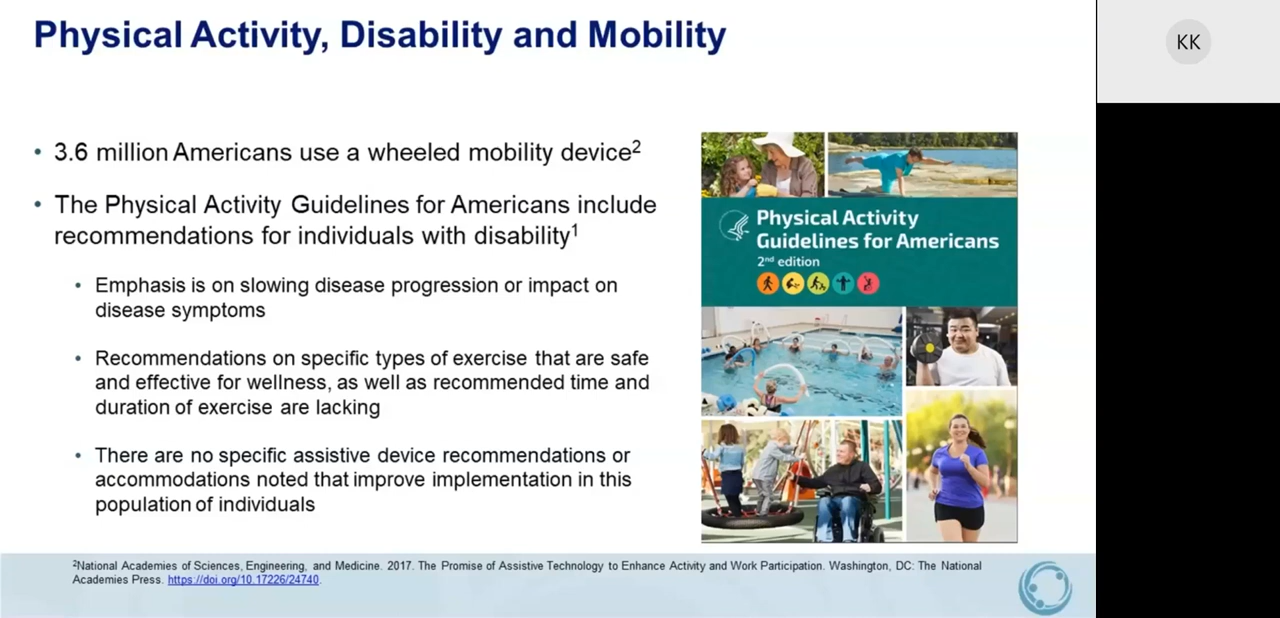 Physical Activity, Disability and Mobility
KK
• 3.6 million Americans use a wheeled mobility device2
• The Physical Activity Guidelines for Americans include
recommendations for individuals with disability1
• Emphasis is on slowing disease progression or impact on
disease symptoms
• Recommendations on specific types of exercise that are safe
and effective for wellness, as well as recommended time and
duration of exercise are lacking
• There are no specific assistive device recommendations or
accommodations noted that improve implementation in this
population of individuals
Physical Activity
Guidelines for Americans
2nd edition
2National Academies of Sciences, Engineering, and Medicine. 2017. The Promise of Assistive Technology to Enhance Activity and Work Participation. Washington, DC: The National
Academies Press. https://doi.org/10.17226/24740.